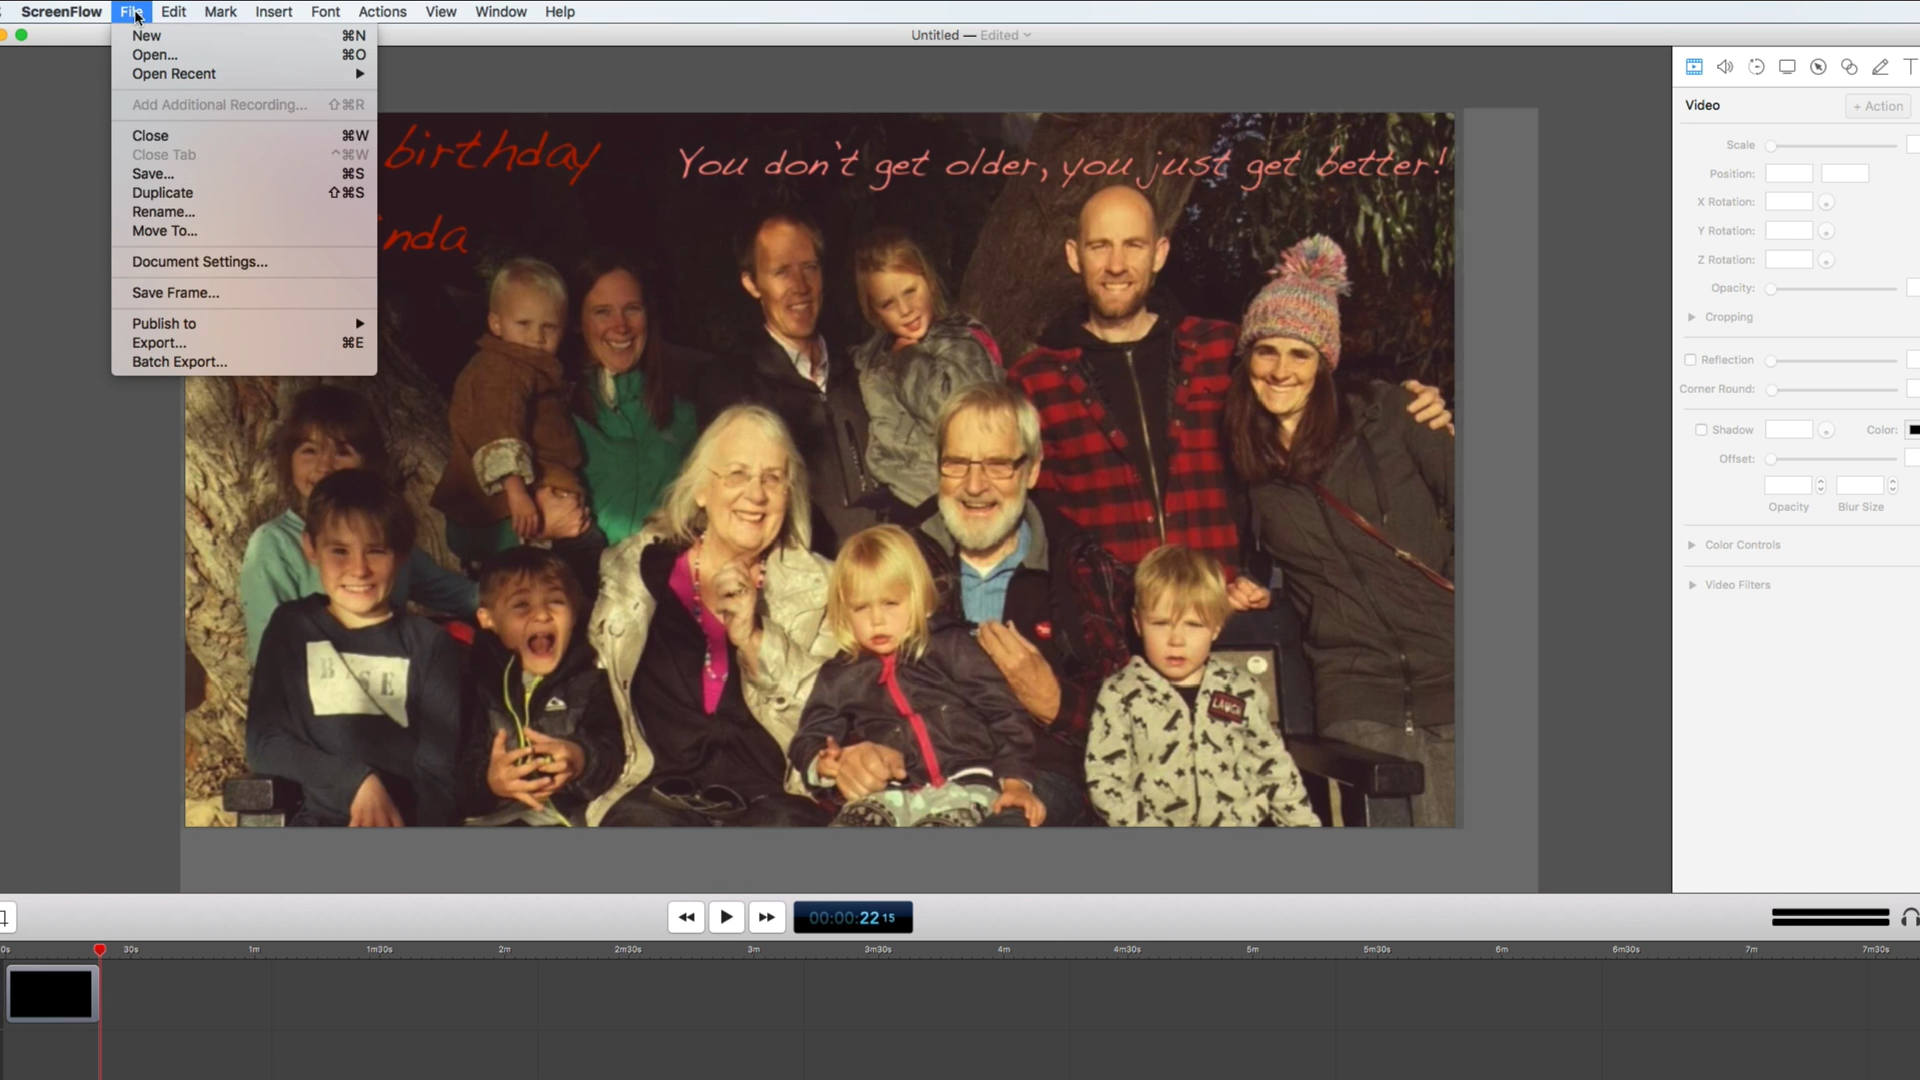 ScreenFlow File Edit Mark Insert Font Actions View Window Help
Untitled — Edited
New ⌘N
Open... ⌘O
Open Recent
Add Additional Recording... ⇧⌘R
Close ⌘W
Close Tab ^⌘W
Save... ⌘S
Duplicate ⇧⌘S
Rename...
Move To...
Document Settings...
Save Frame...
Publish to
Export... ⌘E
Batch Export...
birthday
You don't get older, you just get better!
nda
LAUGH
Video
+ Action
Scale
Position:
X Rotation:
Y Rotation:
Z Rotation:
Opacity:
Cropping
Reflection
Corner Round:
Shadow
Color:
Offset:
Opacity Blur Size
Color Controls
Video Filters
00:00:22 15
0s 30s 1m 1m30s 2m 2m30s 3m 3m30s 4m 4m30s 5m 5m30s 6m 6m30s 7m 7m30s